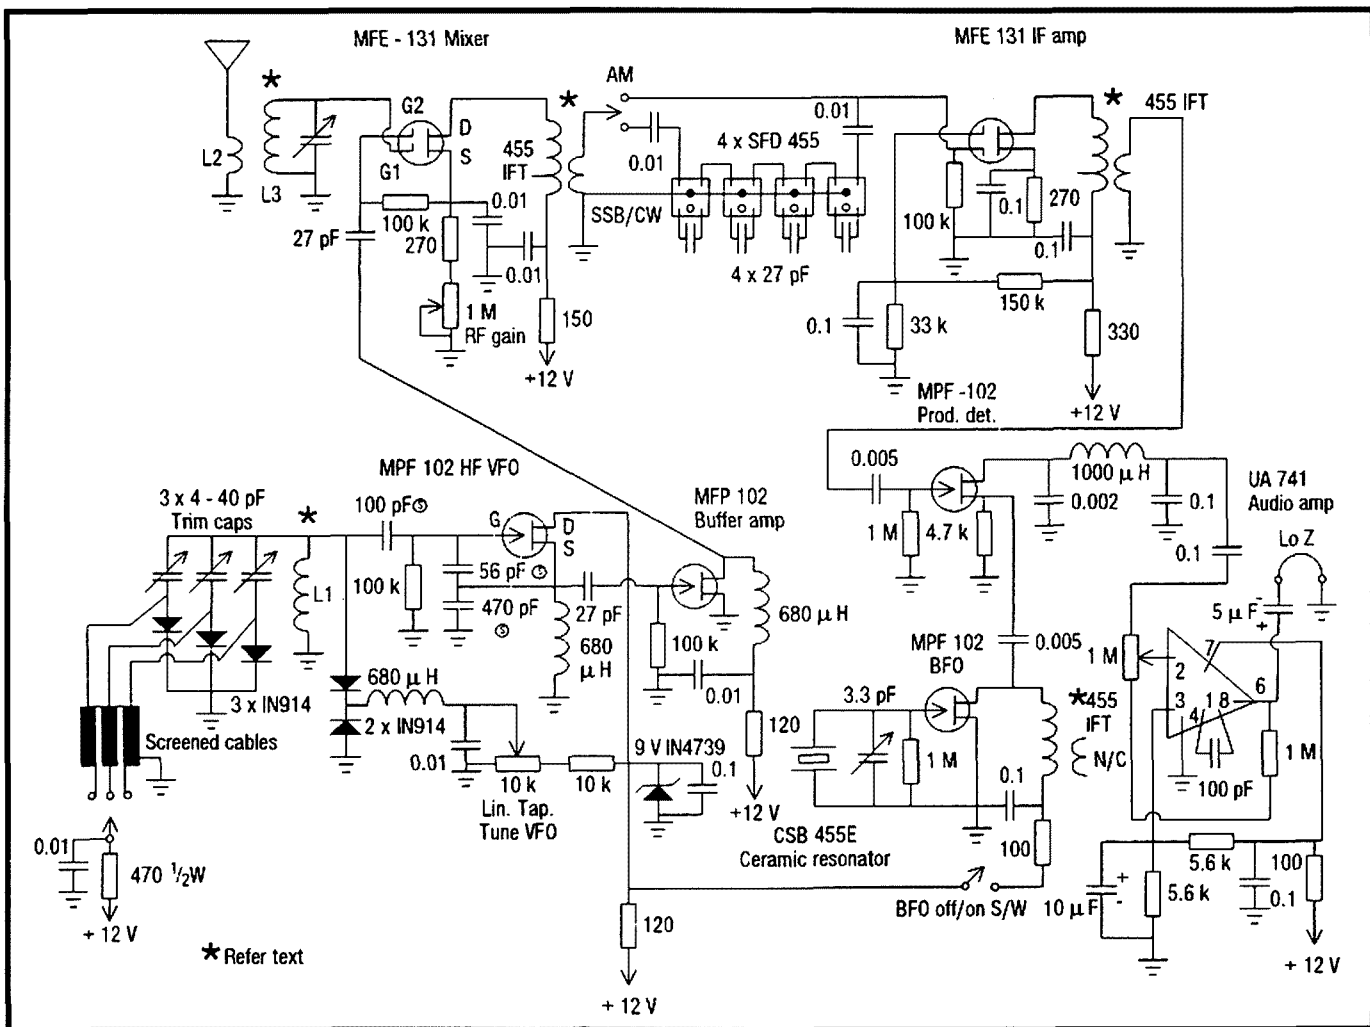 MFE - 131 Mixer
MFE 131 IF amp
AM
*
G2
D
S
G1
L2
L3
455
IFT
*
0.01
4 x SFD 455
0.01
*
455 IFT
100 k
27 pF
270
0.01
0.01
SSB/CW
4 x 27 pF
100 k
0.1
270
0.1
1 M
RF gain
150
+12 V
0.1
33 k
150 k
330
+12 V
MPF -102
Prod. det.
MPF 102 HF VFO
3 x 4 - 40 pF
Trim caps
*
100 pF Ⓢ
G
D
S
MFP 102
Buffer amp
0.005
1000 µ H
UA 741
Audio amp
1 M
4.7 k
0.002
0.1
Lo Z
0.1
L1
100 k
56 pF Ⓢ
470 pF
Ⓢ
27 pF
680 µ H
680
µ H
100 k
0.01
5 µ F
-
+
MPF 102
BFO
0.005
1 M
7
2
3
4
1
8
6
680 µ H
3 x IN914
2 x IN914
Screened cables
3.3 pF
*455
IFT
N/C
1 M
0.01
10 k
10 k
Lin. Tap.
Tune VFO
9 V IN4739
0.1
120
+12 V
1 M
0.1
100 pF
CSB 455E
Ceramic resonator
100
0.01
470 ½W
+ 12 V
*Refer text
120
+ 12 V
BFO off/on S/W
10 µ F
+
-
5.6 k
5.6 k
100
0.1
+ 12 V